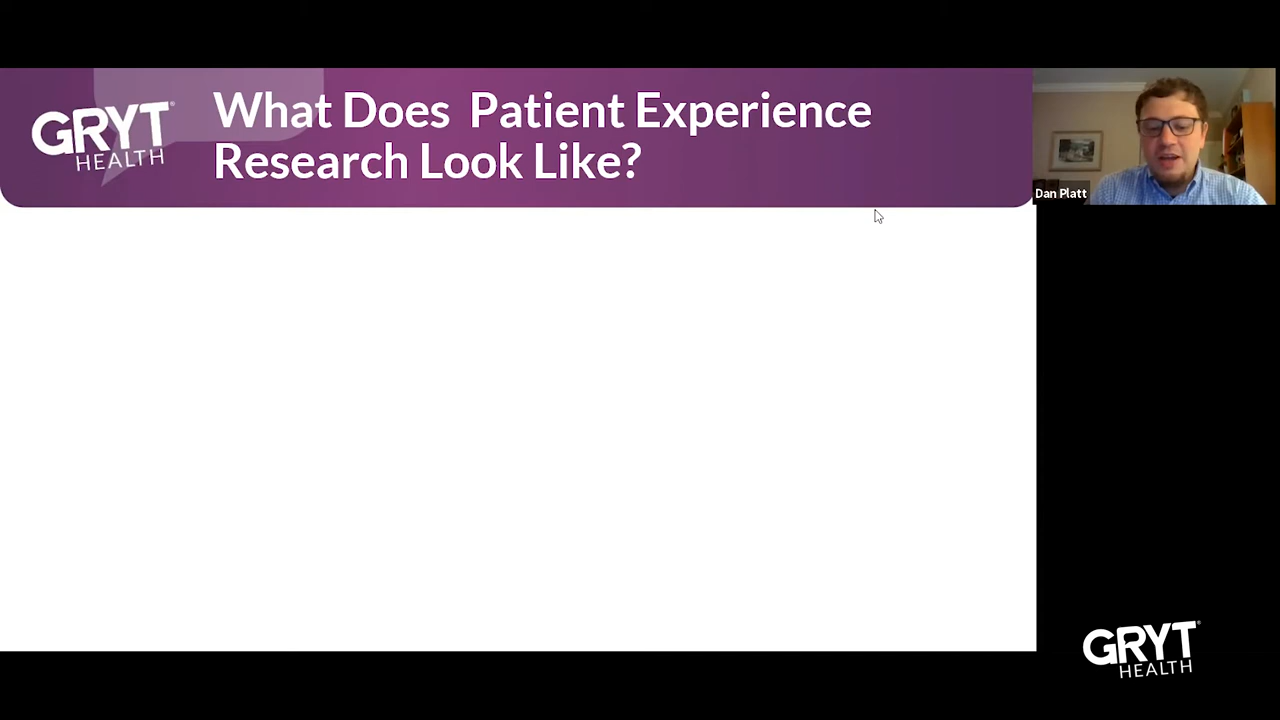 GRYT®
HEALTH
What Does  Patient Experience
Research Look Like?
Dan Platt
GRYT®
HEALTH